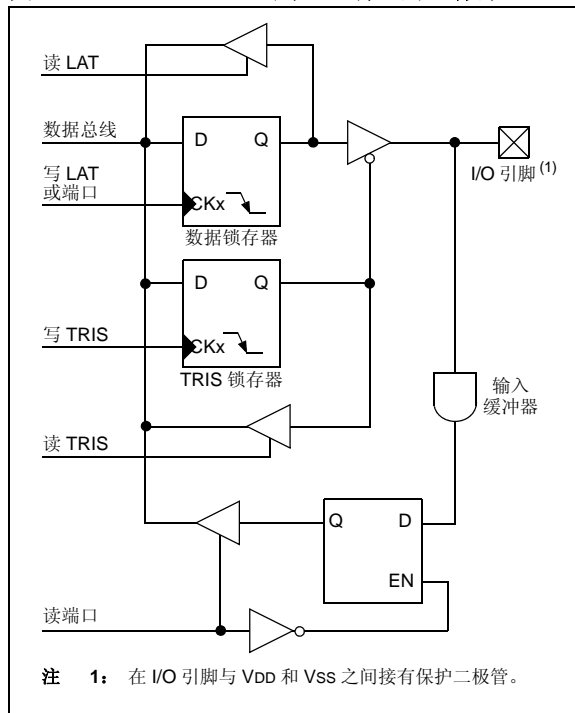 读 LAT
数据总线
D Q
写 LAT
或端口
CKx
I/O 引脚 (1)
数据锁存器
D Q
写 TRIS
CKx
TRIS 锁存器
输入
缓冲器
读 TRIS
Q D
EN
读端口
注 1: 在 I/O 引脚与 VDD 和 VSS 之间接有保护二极管。